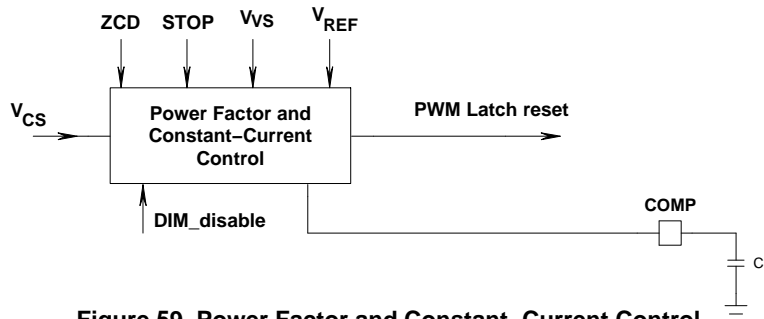 ZCD STOP VVS VREF
VCS
Power Factor and
Constant−Current
Control
PWM Latch reset
DIM_disable
COMP
C
Figure 59. Power Factor and Constant−Current Control